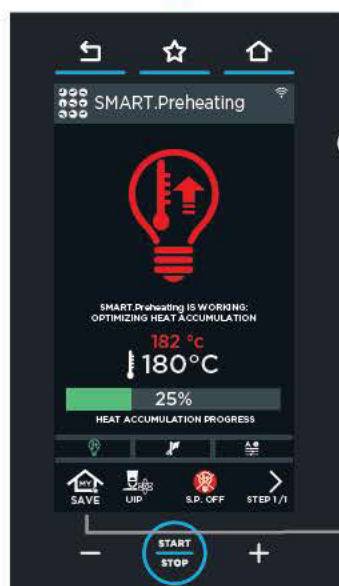 SMART.Preheating
SMART.Preheating IS WORKING:
OPTIMIZING HEAT ACCUMULATION
182 °c
180°C
25%
HEAT ACCUMULATION PROGRESS
MY
SAVE
UIP
S.P. OFF
STEP 1/1
START
STOP